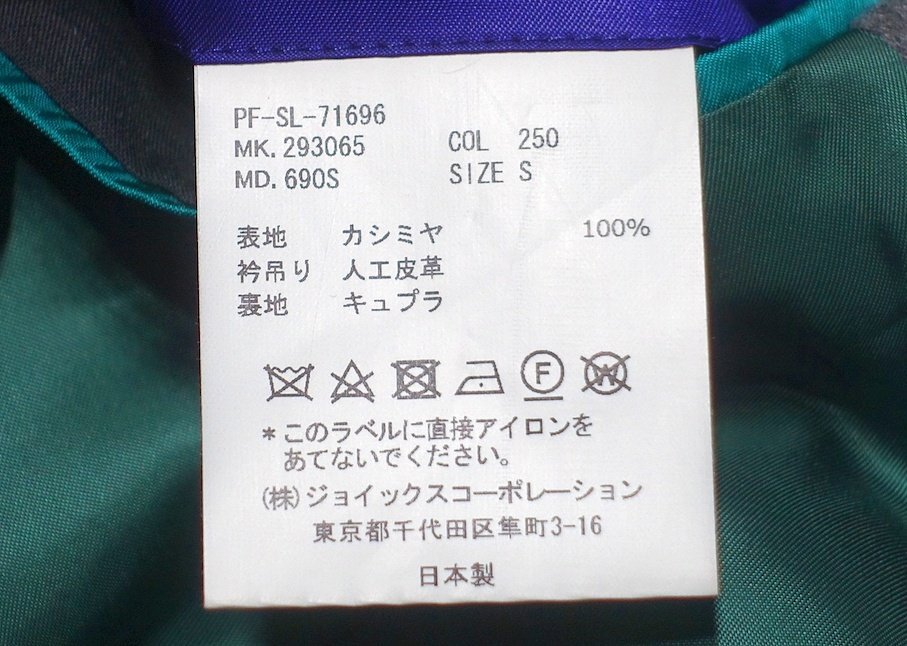 PF-SL-71696
MK. 293065 COL 250
MD. 690S SIZE S
表地 カシミヤ 100%
衿吊り 人工皮革
裏地 キュプラ
F W
*このラベルに直接アイロンを
あてないでください。
(株)ジョイックスコーポレーション
東京都千代田区隼町3-16
日本製